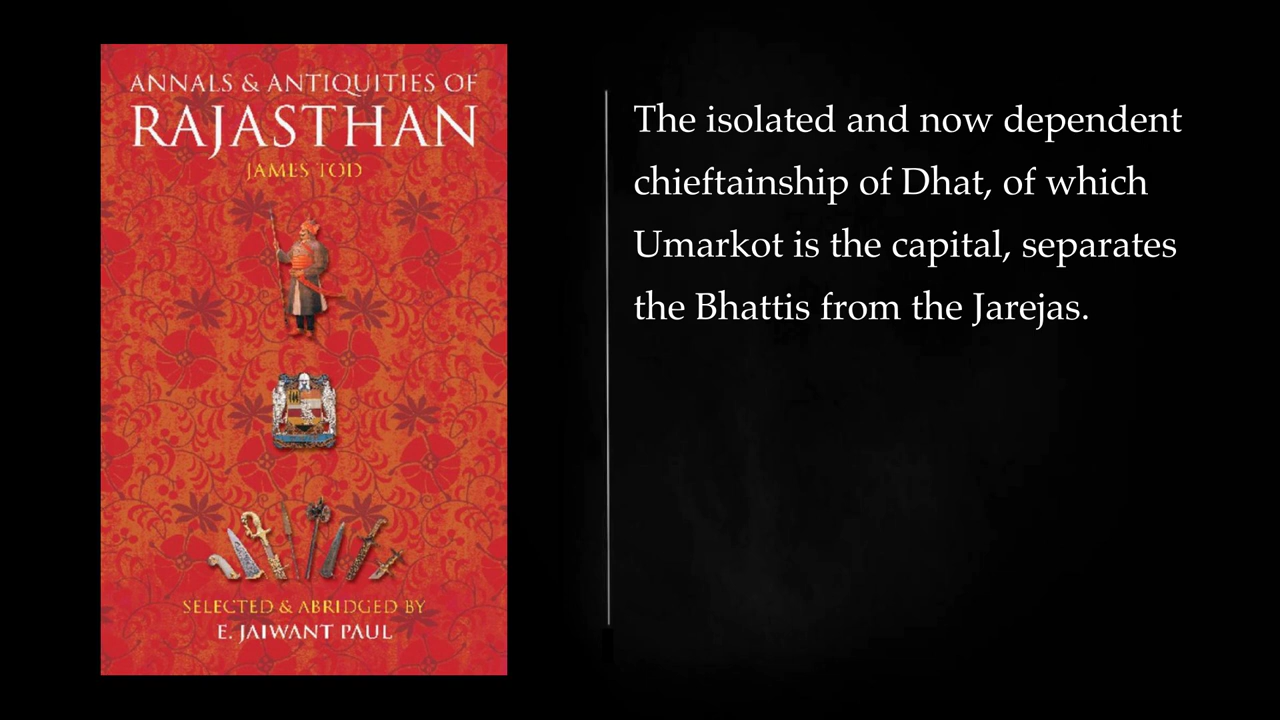 ANNALS & ANTIQUITIES OF
RAJASTHAN
JAMES TOD
SELECTED & ABRIDGED BY
E. JAIWANT PAUL
The isolated and now dependent
chieftainship of Dhat, of which
Umarkot is the capital, separates
the Bhattis from the Jarejas.